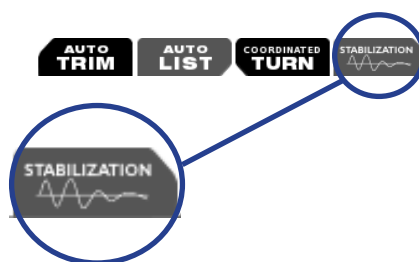 AUTO
TRIM
AUTO
LIST
COORDINATED
TURN
STABILIZATION
STABILIZATION